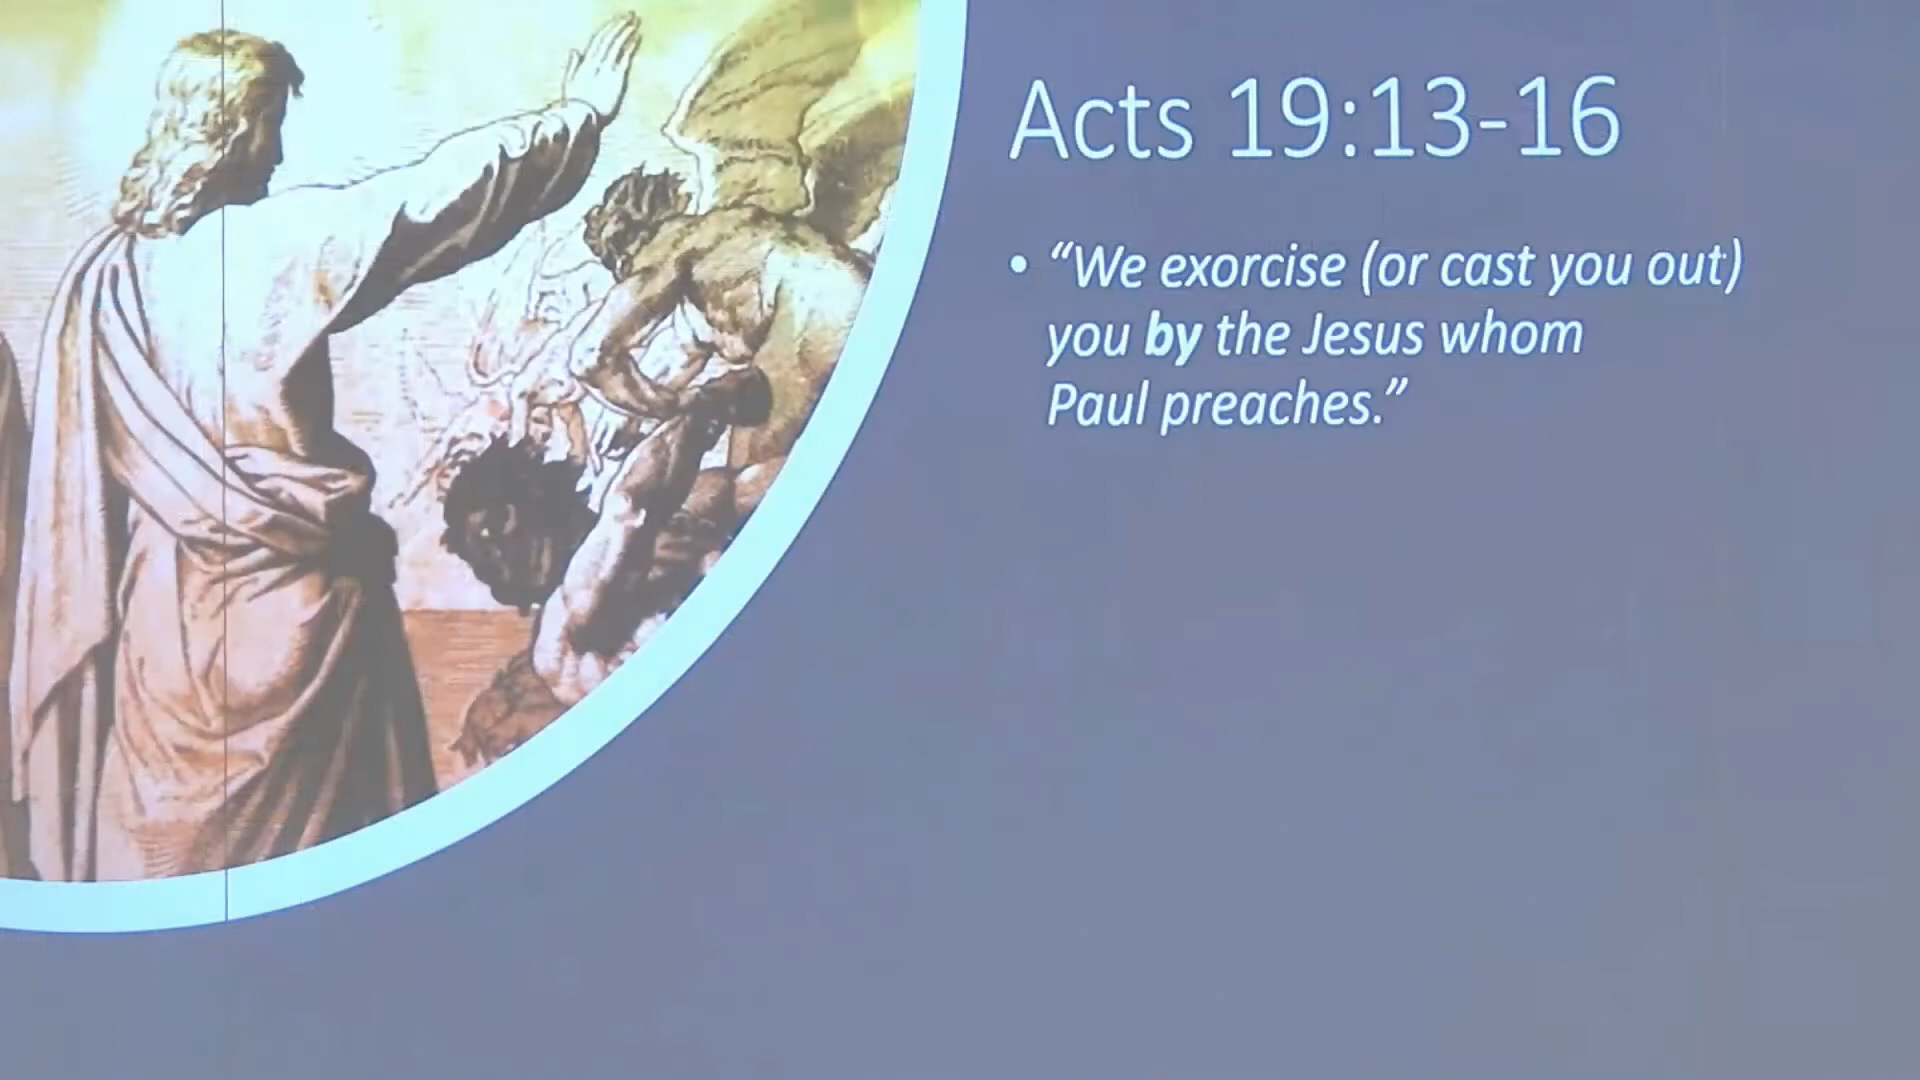 Acts 19:13-16
• “We exorcise (or cast you out)
you by the Jesus whom
Paul preaches.”